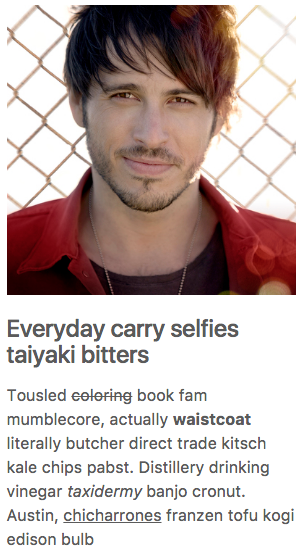 Everyday carry selfies
taiyaki bitters
Tousled coloring book fam
mumblecore, actually waistcoat
literally butcher direct trade kitsch
kale chips pabst. Distillery drinking
vinegar taxidermy banjo cronut.
Austin, chicharrones franzen tofu kogi
edison bulb